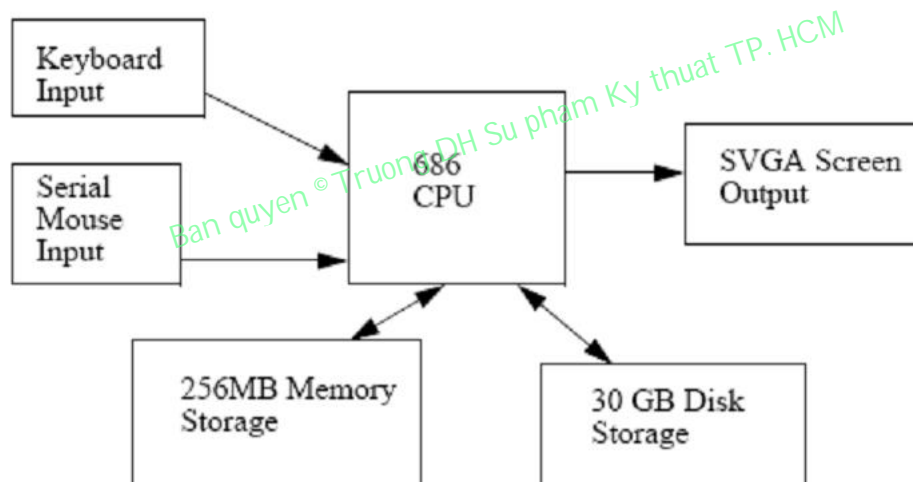 Keyboard
Input
686
CPU
SVGA Screen
Output
Serial
Mouse
Input
256MB Memory
Storage
30 GB Disk
Storage
Ban quyen © Truong DH Su pham Ky thuat TP. HCM